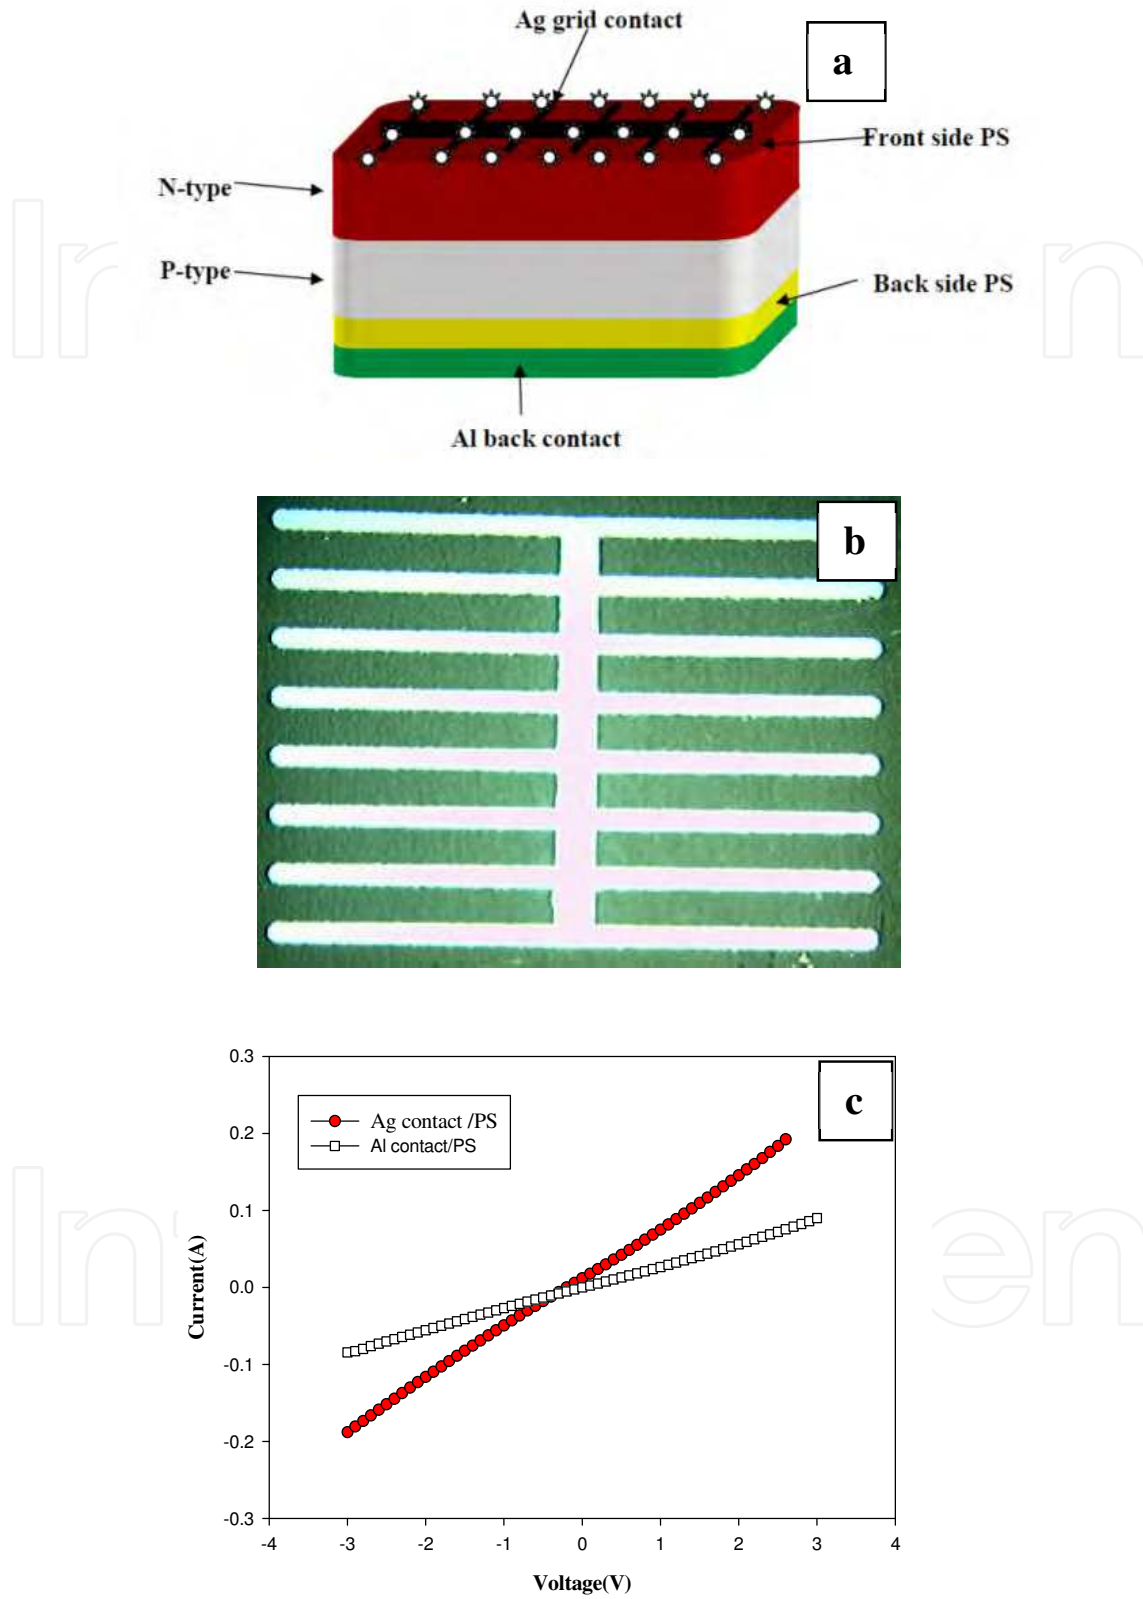 Ag grid contact
a
Front side PS
N-type
P-type
Back side PS
Al back contact
b
c
Ag contact /PS
Al contact/PS
0.3
0.2
0.1
0.0
-0.1
-0.2
-0.3
Current(A)
-4 -3 -2 -1 0 1 2 3 4
Voltage(V)